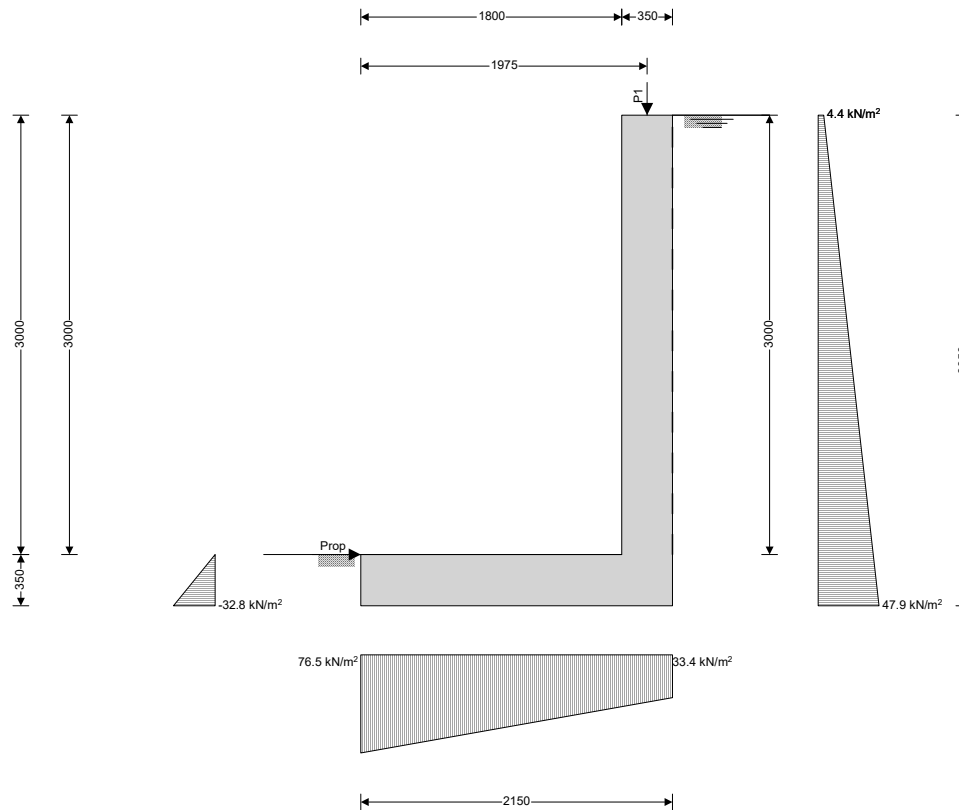 1800
350
1975
P1
4.4 kN/m²
3000
3000
3000
Prop
350
-32.8 kN/m²
47.9 kN/m²
76.5 kN/m²
33.4 kN/m²
2150